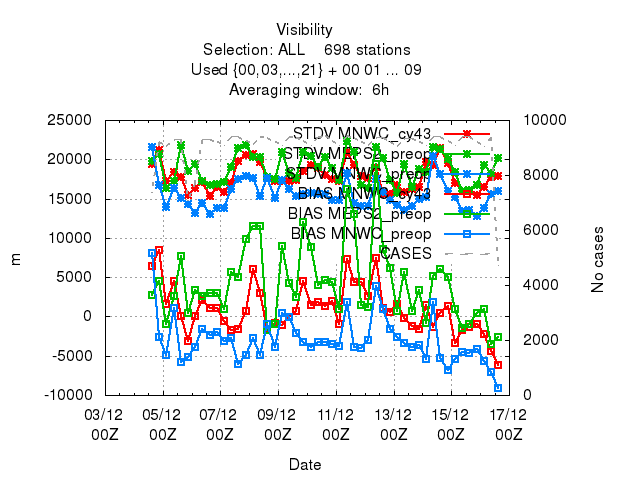 Visibility
Selection: ALL    698 stations
Used {00,03,...,21} + 00 01 ... 09
Averaging window:  6h
25000
20000
15000
10000
5000
0
-5000
-10000
m
10000
8000
6000
4000
2000
0
No cases
STDV MNWC_cy43
STDV MEPS2_preop
STDV MNWC_preop
BIAS MNWC_cy43
BIAS MEPS2_preop
BIAS MNWC_preop
CASES
03/12 05/12 07/12 09/12 11/12 13/12 15/12 17/12
00Z 00Z 00Z 00Z 00Z 00Z 00Z 00Z
Date